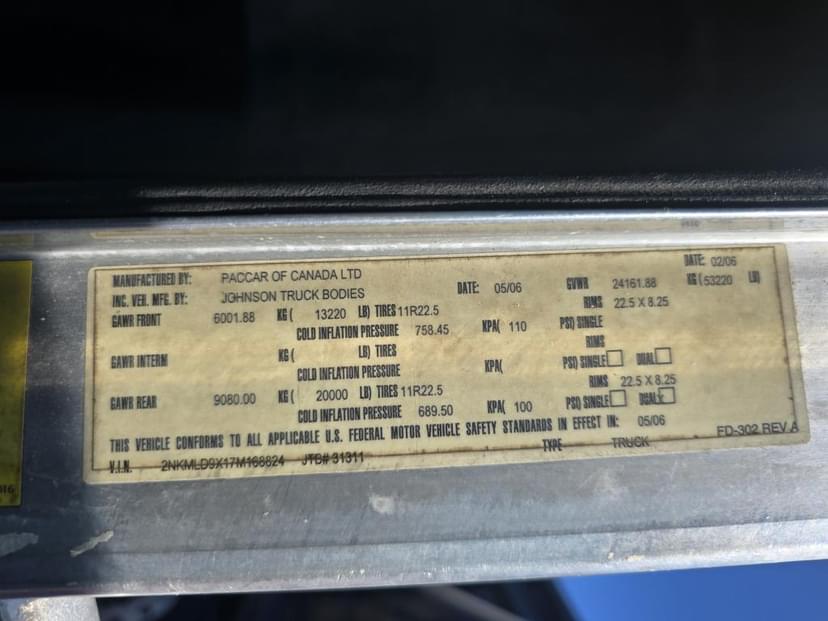 DATE: 02/06
MANUFACTURED BY: PACCAR OF CANADA LTD
INC. VEH. MFG. BY: JOHNSON TRUCK BODIES DATE: 05/06 GVWR 24161.88 KG (53220 LB)
GAWR FRONT 6001.88 KG ( 13220 LB) TIRES 11R22.5 RIMS 22.5 X 8.25
COLD INFLATION PRESSURE 758.45 KPA( 110 PSI) SINGLE
GAWR INTERM KG ( LB) TIRES RIMS
COLD INFLATION PRESSURE KPA( PSI) SINGLE DUAL
GAWR REAR 9080.00 KG ( 20000 LB) TIRES 11R22.5 RIMS 22.5 X 8.25
COLD INFLATION PRESSURE 689.50 KPA( 100 PSI) SINGLE DUAL X
THIS VEHICLE CONFORMS TO ALL APPLICABLE U.S. FEDERAL MOTOR VEHICLE SAFETY STANDARDS IN EFFECT IN: 05/06
V.I.N. 2NKMLD9X17M168824 JTB# 31311 TYPE TRUCK FD-302 REV A